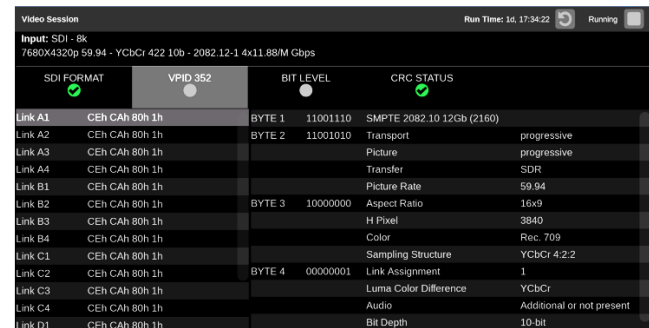 Video Session Run Time: 1d, 17:34:22 Running
Input: SDI - 8k
7680X4320p 59.94 - YCbCr 422 10b - 2082.12-1 4x11.88/M Gbps
SDI FORMAT VPID 352 BIT LEVEL CRC STATUS
Link A1 CEh CAh 80h 1h BYTE 1 11001110 SMPTE 2082.10 12Gb (2160)
Link A2 CEh CAh 80h 1h BYTE 2 11001010 Transport progressive
Link A3 CEh CAh 80h 1h Picture progressive
Link A4 CEh CAh 80h 1h Transfer SDR
Link B1 CEh CAh 80h 1h Picture Rate 59.94
Link B2 CEh CAh 80h 1h BYTE 3 10000000 Aspect Ratio 16x9
Link B3 CEh CAh 80h 1h H Pixel 3840
Link B4 CEh CAh 80h 1h Color Rec. 709
Link C1 CEh CAh 80h 1h Sampling Structure YCbCr 4:2:2
Link C2 CEh CAh 80h 1h BYTE 4 00000001 Link Assignment 1
Link C3 CEh CAh 80h 1h Luma Color Difference YCbCr
Link C4 CEh CAh 80h 1h Audio Additional or not present
Link D1 CEh CAh 80h 1h Bit Depth 10-bit